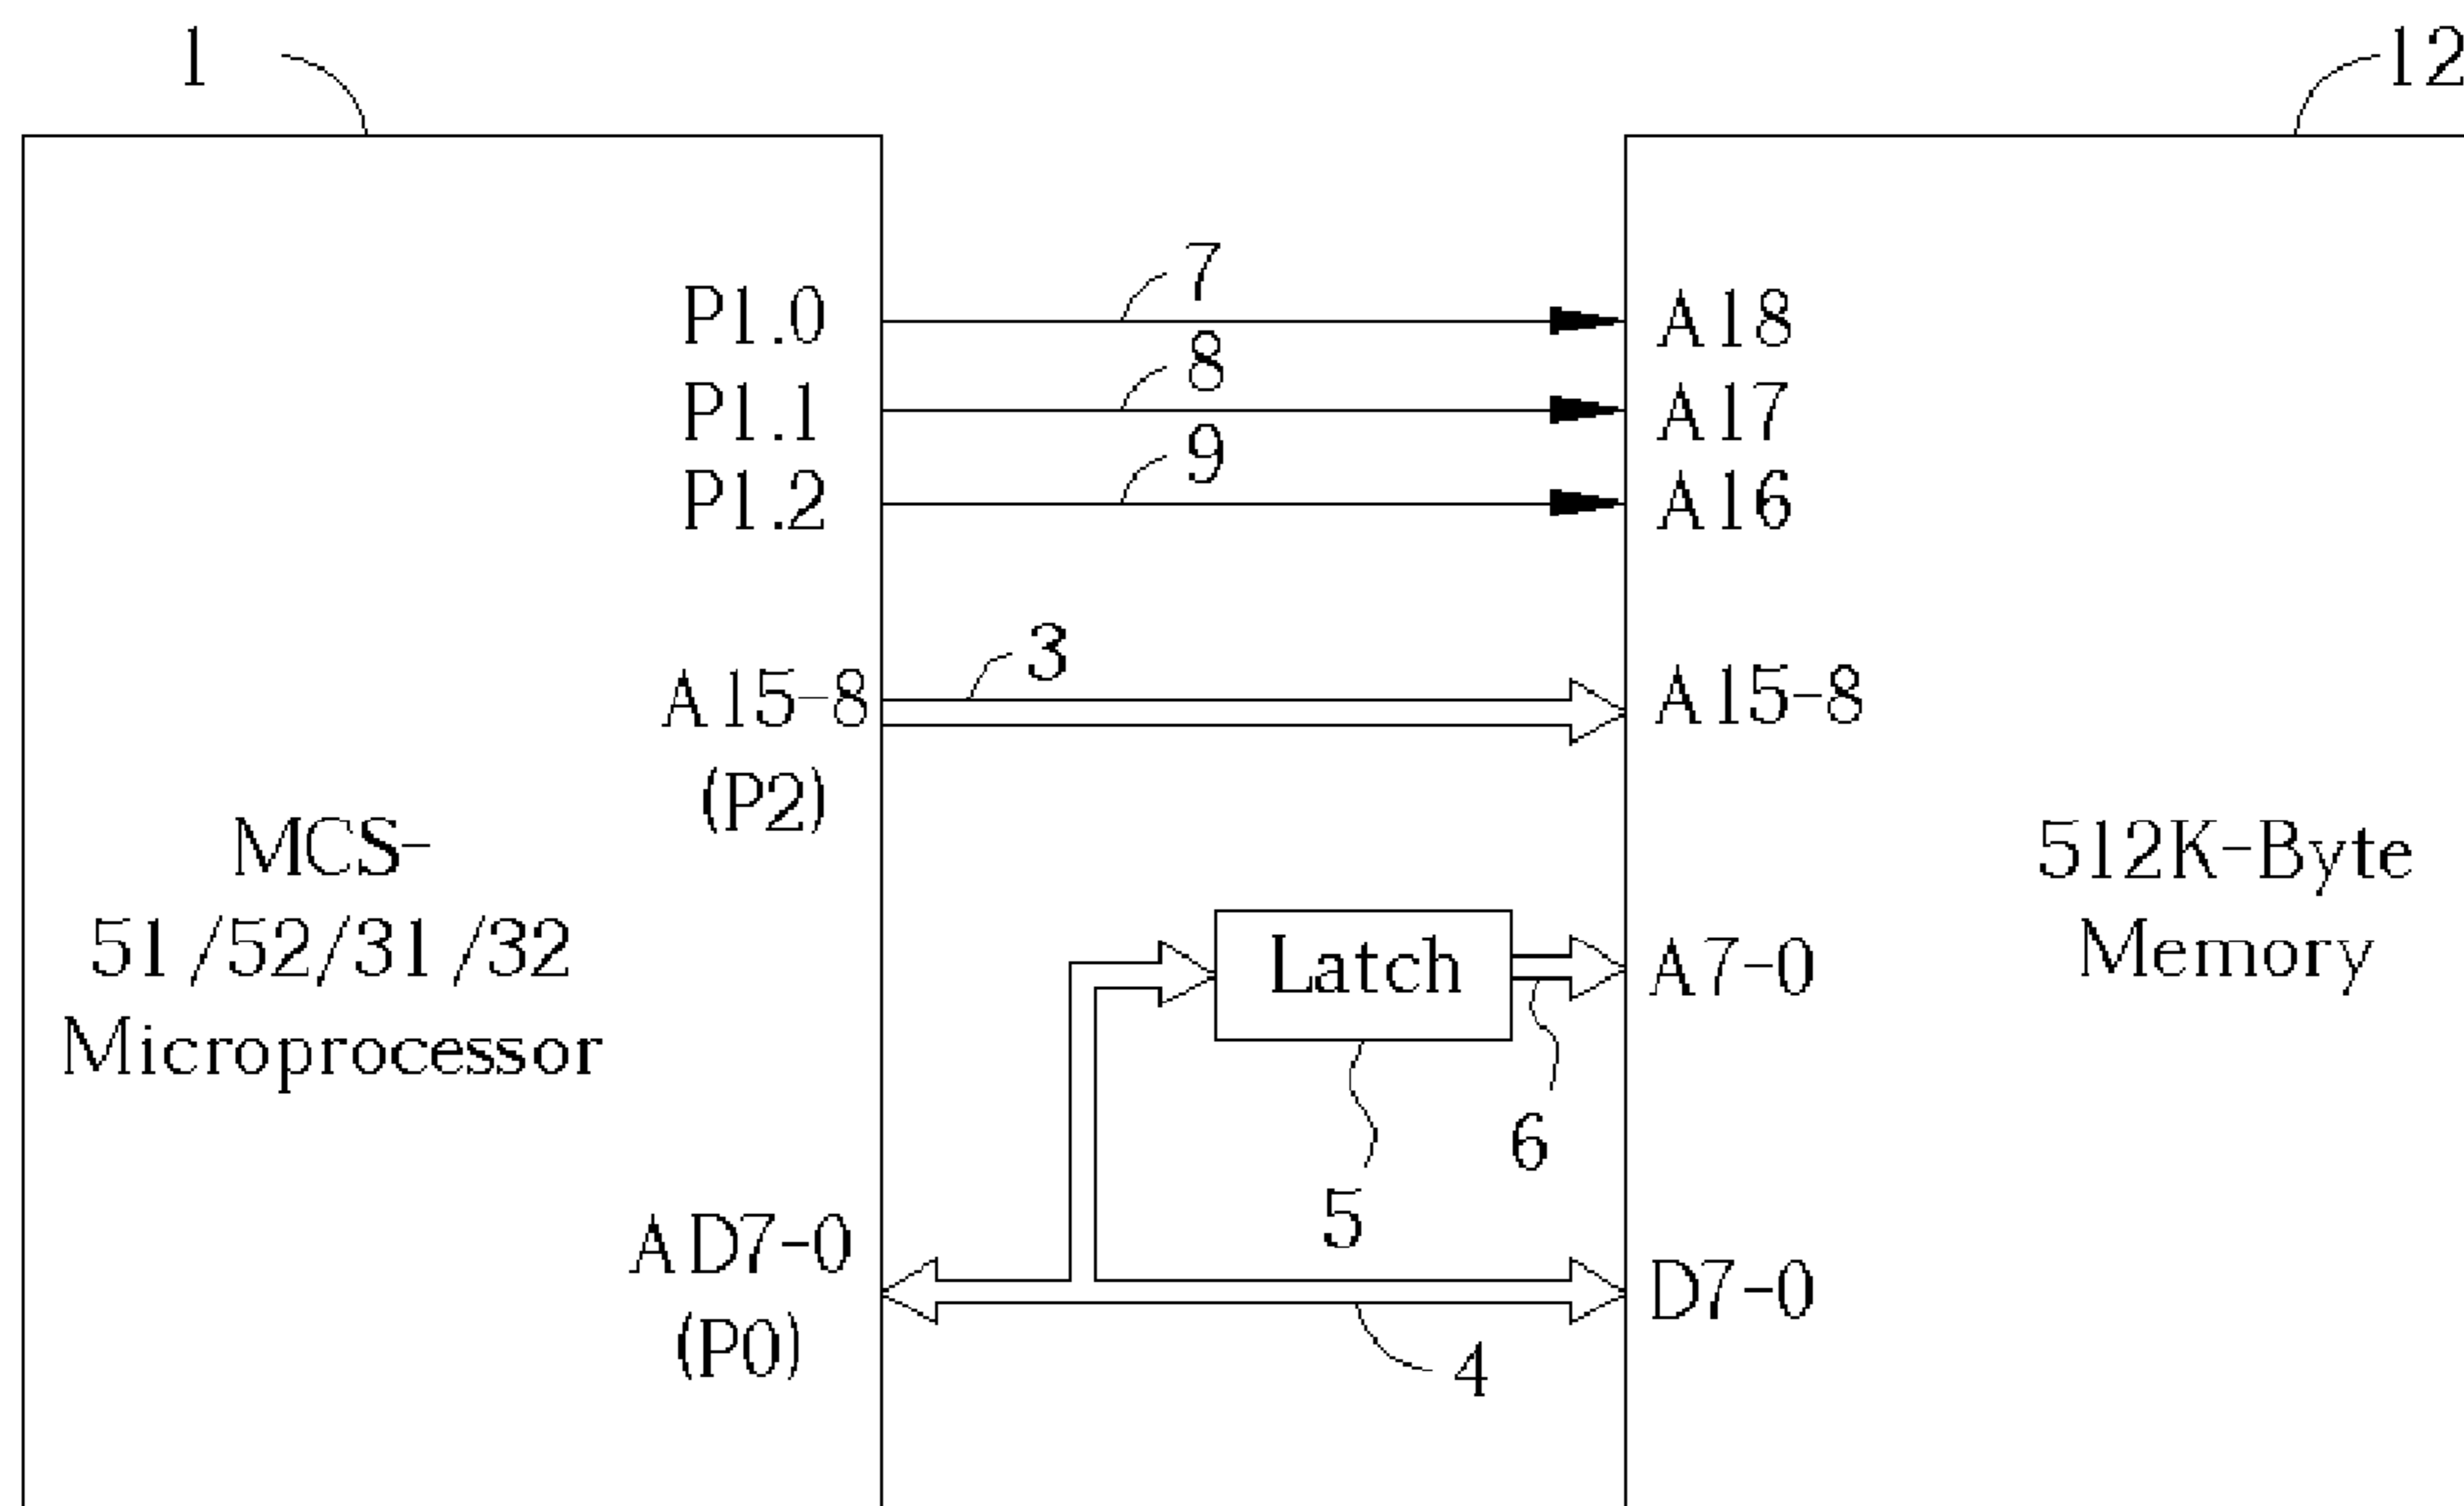 1
12
P1.0
7
A18
P1.1
8
A17
P1.2
9
A16
A15-8
(P2)
3
A15-8
MCS-
51/52/31/32
Microprocessor
512K-Byte
Memory
Latch
A7-0
6
5
AD7-0
(P0)
D7-0
4